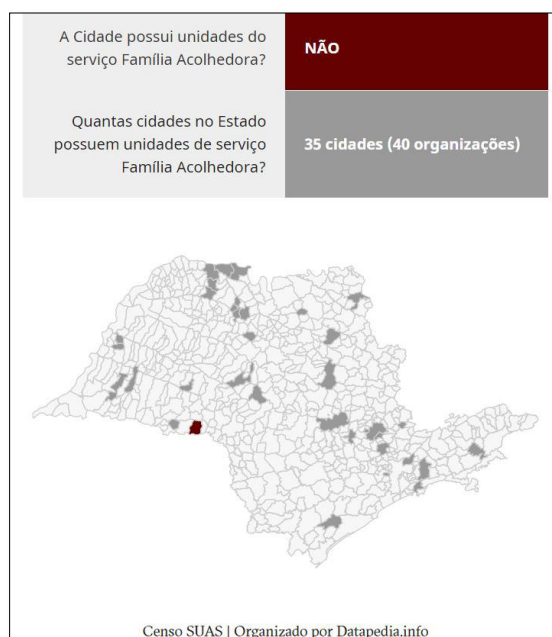 A Cidade possui unidades do
serviço Família Acolhedora?
NÃO
Quantas cidades no Estado
possuem unidades de serviço
Família Acolhedora?
35 cidades (40 organizações)
Censo SUAS | Organizado por Datapedia.info